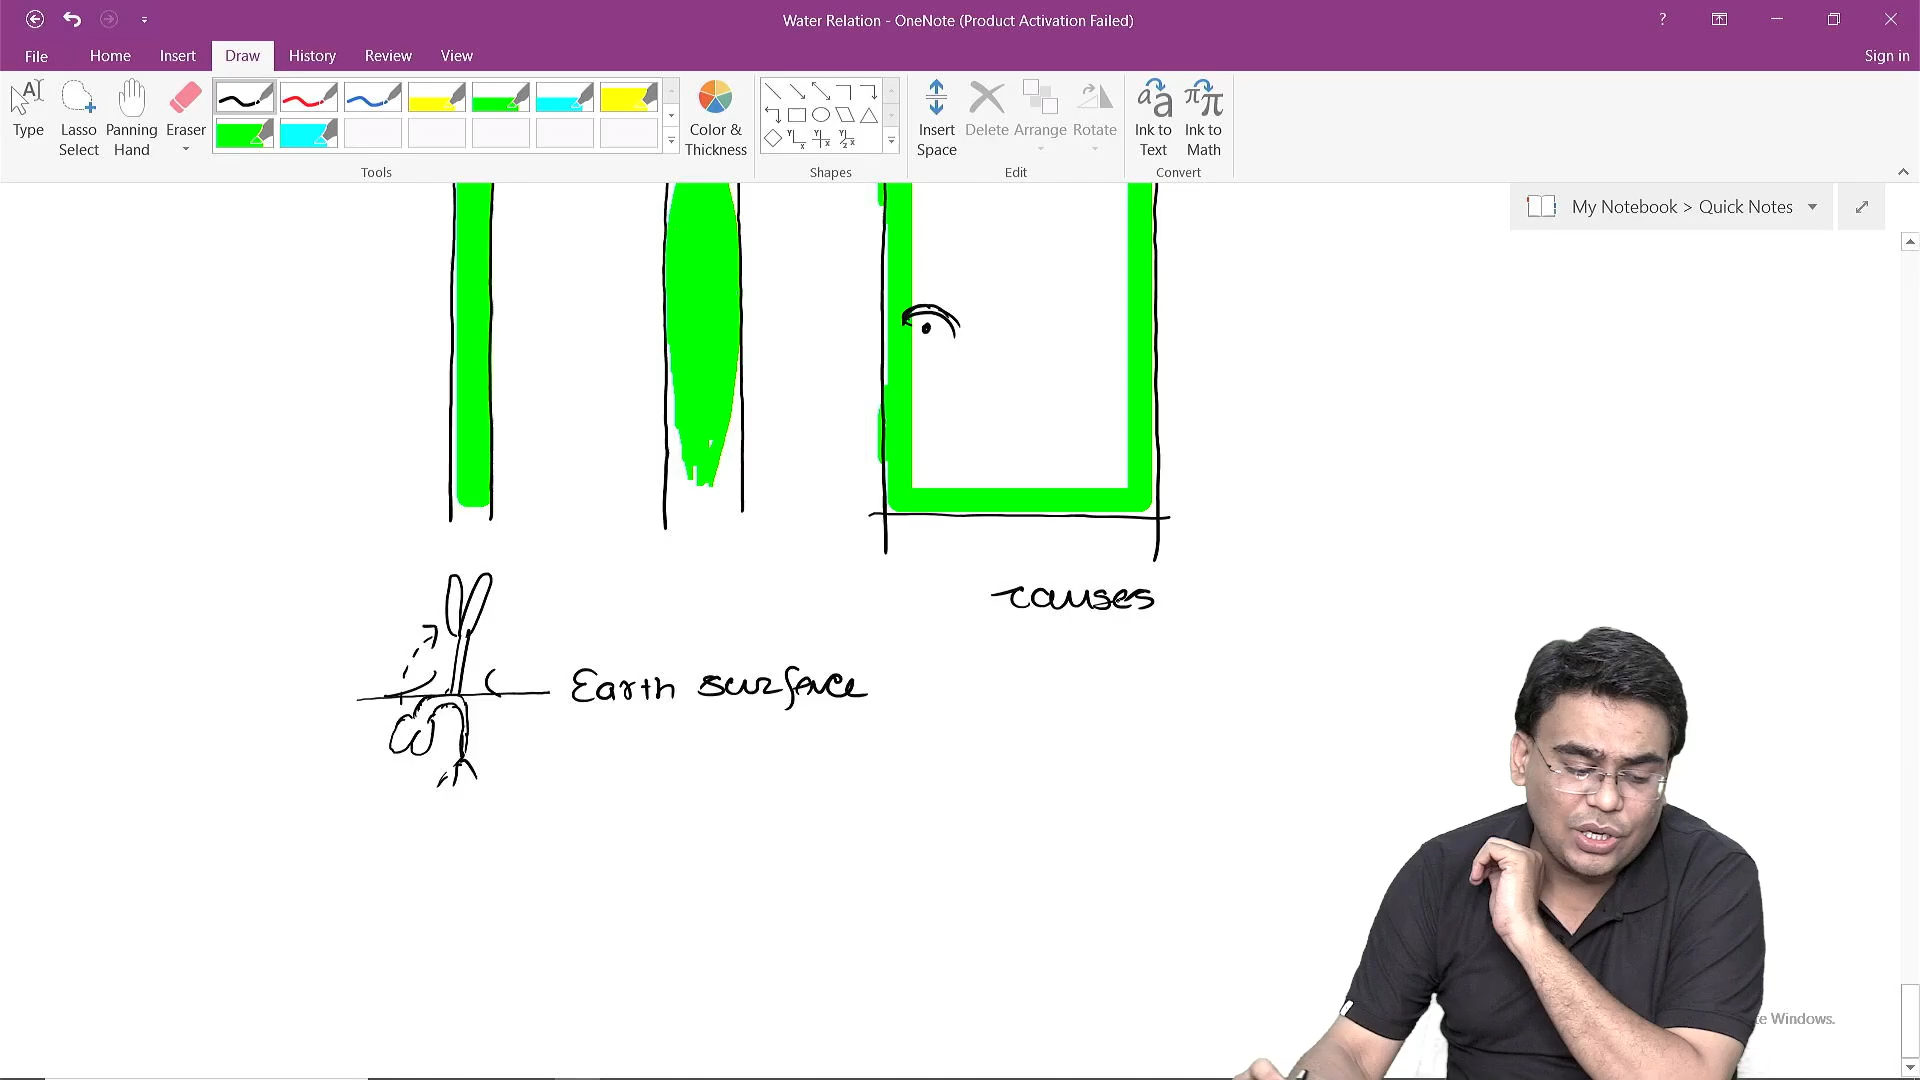 Water Relation - OneNote (Product Activation Failed)
?
File Home Insert Draw History Review View
Sign in
Type
Lasso Select
Panning Hand
Eraser
Color & Thickness
Insert Space
Delete
Arrange
Rotate
Ink to Text
Ink to Math
Tools
Shapes
Edit
Convert
My Notebook > Quick Notes
causes
Earth surface
Windows.